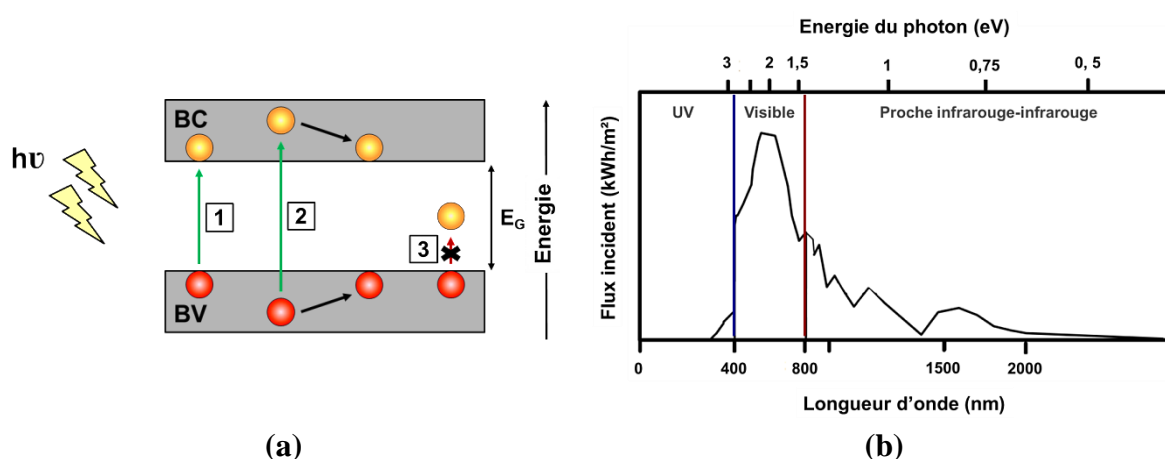 BC
hυ
1
2
3
E_G
Energie
BV
(a)
Energie du photon (eV)
3
2
1,5
1
0,75
0, 5
UV
Visible
Proche infrarouge-infrarouge
Flux incident (kWh/m²)
0
400
800
1500
2000
Longueur d’onde (nm)
(b)